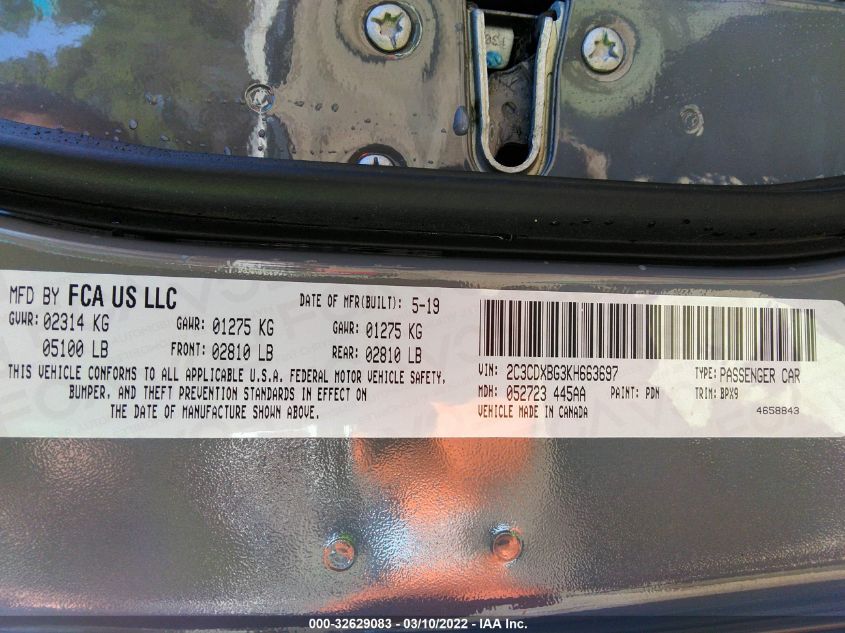 MFD BY FCA US LLC
DATE OF MFR(BUILT): 5-19
GVWR: 02314 KG
GAWR: 01275 KG
GAWR: 01275 KG
05100 LB
FRONT: 02810 LB
REAR: 02810 LB
THIS VEHICLE CONFORMS TO ALL APPLICABLE U.S.A. FEDERAL MOTOR VEHICLE SAFETY,
BUMPER, AND THEFT PREVENTION STANDARDS IN EFFECT ON
THE DATE OF MANUFACTURE SHOWN ABOVE.
VIN: 2C3CDXBG3KH663697
TYPE: PASSENGER CAR
MDH: 052723 445AA
PAINT: PDN
TRIM: BPX9
VEHICLE MADE IN CANADA
4658843
000-32629083 - 03/10/2022 - IAA Inc.